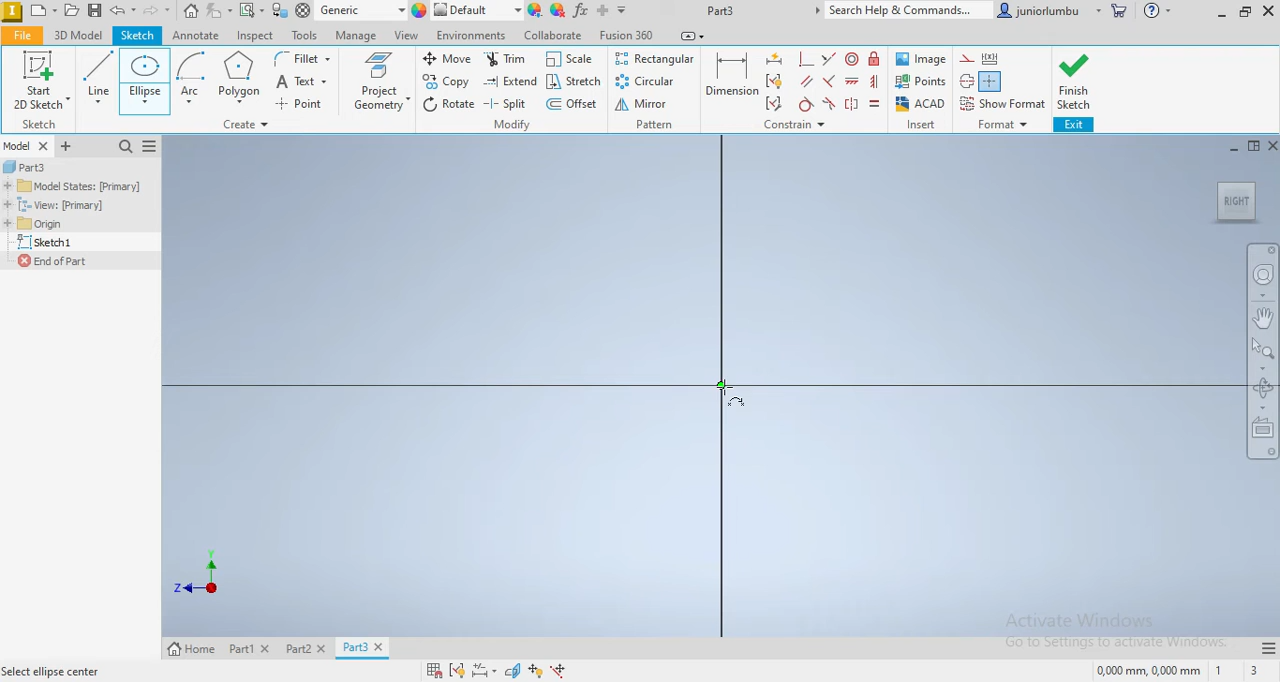 Generic
Default
Part3
Search Help & Commands...
juniorlumbu
File
3D Model
Sketch
Annotate
Inspect
Tools
Manage
View
Environments
Collaborate
Fusion 360
Start
2D Sketch
Line
Ellipse
Arc
Polygon
Fillet
Text
Point
Project
Geometry
Move
Copy
Rotate
Trim
Extend
Split
Scale
Stretch
Offset
Rectangular
Circular
Mirror
Dimension
Image
Points
ACAD
Show Format
Finish
Sketch
Sketch
Create
Modify
Pattern
Constrain
Insert
Format
Exit
Model
Part3
Model States: [Primary]
View: [Primary]
Origin
Sketch1
End of Part
RIGHT
Y
Z
Activate Windows
Go to Settings to activate Windows.
Home
Part1
Part2
Part3
Select ellipse center
0,000 mm, 0,000 mm
1
3